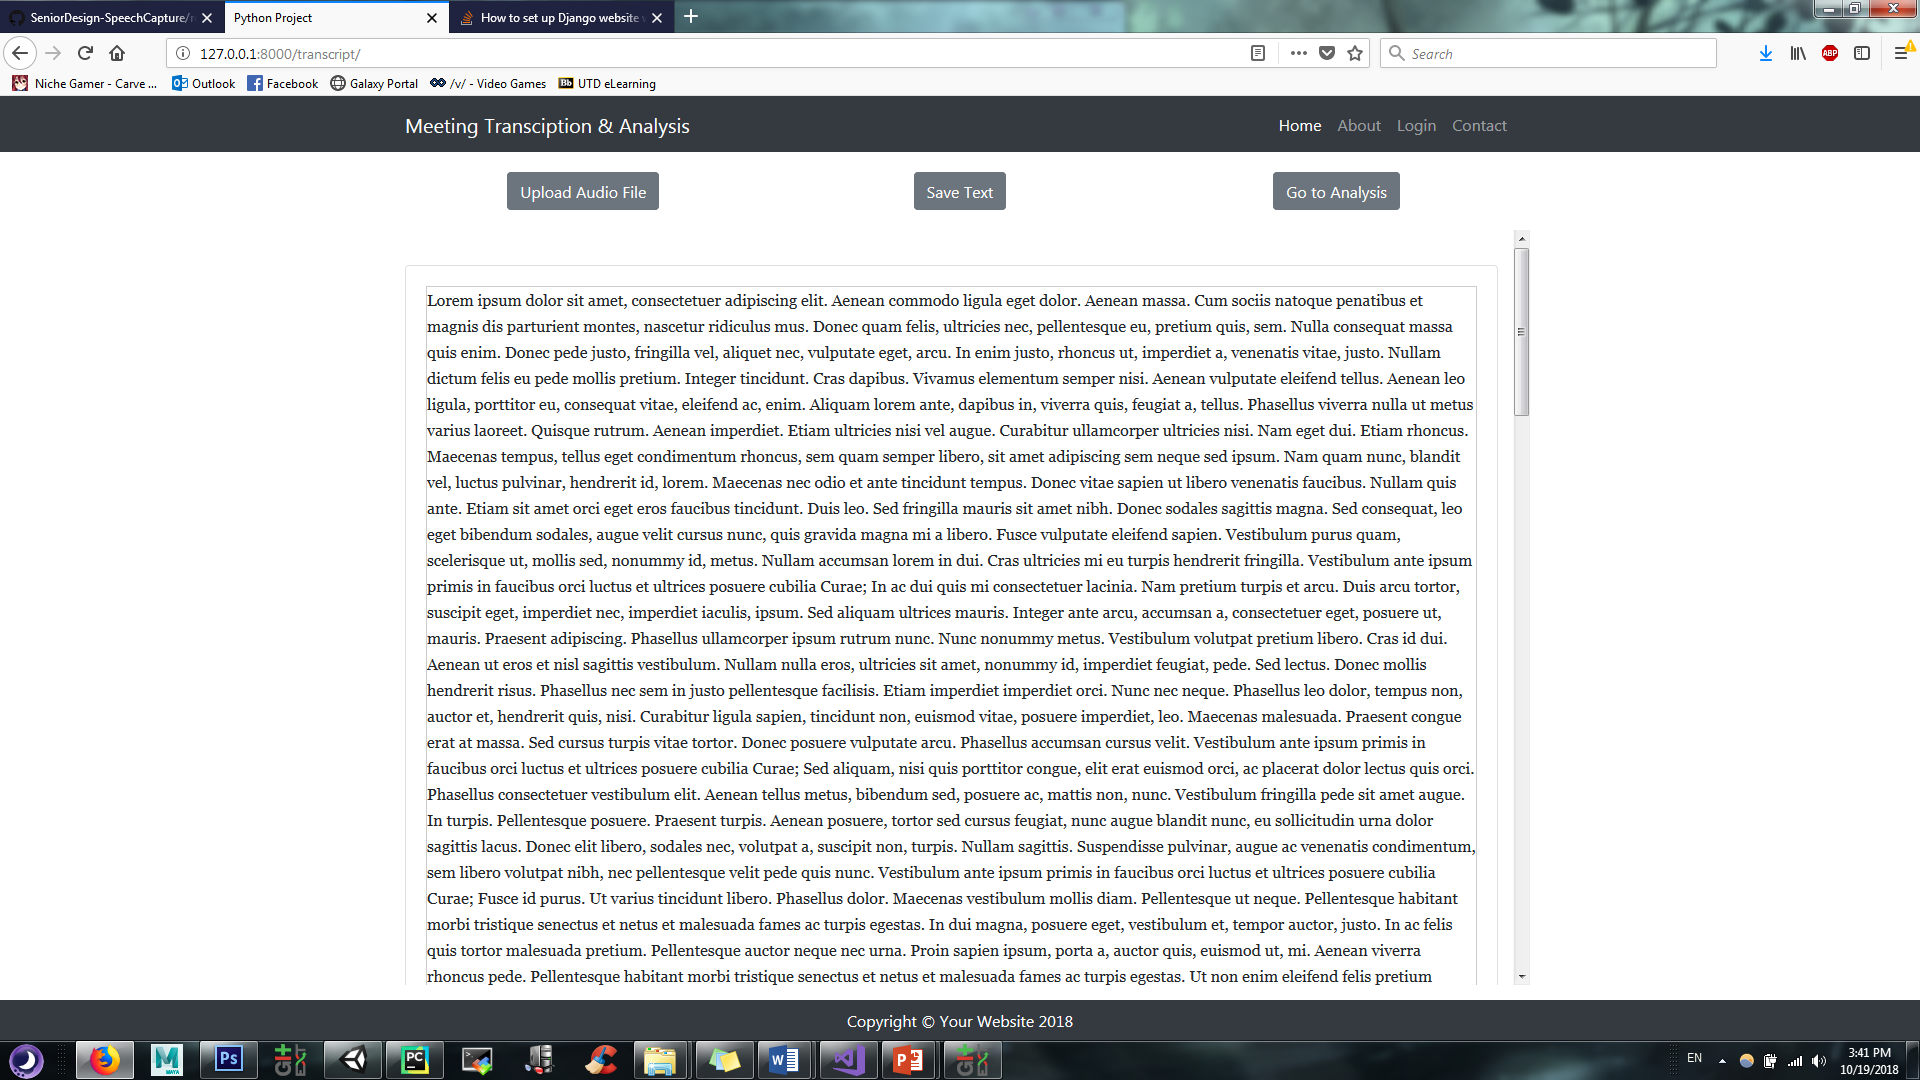 SeniorDesign-SpeechCapture/
Python Project
How to set up Django website
127.0.0.1:8000/transcript/
Search
ABP
Niche Gamer - Carve ...
Outlook
Facebook
Galaxy Portal
/v/ - Video Games
Bb
UTD eLearning
Meeting Transciption & Analysis
Home
About
Login
Contact
Upload Audio File
Save Text
Go to Analysis
Lorem ipsum dolor sit amet, consectetuer adipiscing elit. Aenean commodo ligula eget dolor. Aenean massa. Cum sociis natoque penatibus et
magnis dis parturient montes, nascetur ridiculus mus. Donec quam felis, ultricies nec, pellentesque eu, pretium quis, sem. Nulla consequat massa
quis enim. Donec pede justo, fringilla vel, aliquet nec, vulputate eget, arcu. In enim justo, rhoncus ut, imperdiet a, venenatis vitae, justo. Nullam
dictum felis eu pede mollis pretium. Integer tincidunt. Cras dapibus. Vivamus elementum semper nisi. Aenean vulputate eleifend tellus. Aenean leo
ligula, porttitor eu, consequat vitae, eleifend ac, enim. Aliquam lorem ante, dapibus in, viverra quis, feugiat a, tellus. Phasellus viverra nulla ut metus
varius laoreet. Quisque rutrum. Aenean imperdiet. Etiam ultricies nisi vel augue. Curabitur ullamcorper ultricies nisi. Nam eget dui. Etiam rhoncus.
Maecenas tempus, tellus eget condimentum rhoncus, sem quam semper libero, sit amet adipiscing sem neque sed ipsum. Nam quam nunc, blandit
vel, luctus pulvinar, hendrerit id, lorem. Maecenas nec odio et ante tincidunt tempus. Donec vitae sapien ut libero venenatis faucibus. Nullam quis
ante. Etiam sit amet orci eget eros faucibus tincidunt. Duis leo. Sed fringilla mauris sit amet nibh. Donec sodales sagittis magna. Sed consequat, leo
eget bibendum sodales, augue velit cursus nunc, quis gravida magna mi a libero. Fusce vulputate eleifend sapien. Vestibulum purus quam,
scelerisque ut, mollis sed, nonummy id, metus. Nullam accumsan lorem in dui. Cras ultricies mi eu turpis hendrerit fringilla. Vestibulum ante ipsum
primis in faucibus orci luctus et ultrices posuere cubilia Curae; In ac dui quis mi consectetuer lacinia. Nam pretium turpis et arcu. Duis arcu tortor,
suscipit eget, imperdiet nec, imperdiet iaculis, ipsum. Sed aliquam ultrices mauris. Integer ante arcu, accumsan a, consectetuer eget, posuere ut,
mauris. Praesent adipiscing. Phasellus ullamcorper ipsum rutrum nunc. Nunc nonummy metus. Vestibulum volutpat pretium libero. Cras id dui.
Aenean ut eros et nisl sagittis vestibulum. Nullam nulla eros, ultricies sit amet, nonummy id, imperdiet feugiat, pede. Sed lectus. Donec mollis
hendrerit risus. Phasellus nec sem in justo pellentesque facilisis. Etiam imperdiet imperdiet orci. Nunc nec neque. Phasellus leo dolor, tempus non,
auctor et, hendrerit quis, nisi. Curabitur ligula sapien, tincidunt non, euismod vitae, posuere imperdiet, leo. Maecenas malesuada. Praesent congue
erat at massa. Sed cursus turpis vitae tortor. Donec posuere vulputate arcu. Phasellus accumsan cursus velit. Vestibulum ante ipsum primis in
faucibus orci luctus et ultrices posuere cubilia Curae; Sed aliquam, nisi quis porttitor congue, elit erat euismod orci, ac placerat dolor lectus quis orci.
Phasellus consectetuer vestibulum elit. Aenean tellus metus, bibendum sed, posuere ac, mattis non, nunc. Vestibulum fringilla pede sit amet augue.
In turpis. Pellentesque posuere. Praesent turpis. Aenean posuere, tortor sed cursus feugiat, nunc augue blandit nunc, eu sollicitudin urna dolor
sagittis lacus. Donec elit libero, sodales nec, volutpat a, suscipit non, turpis. Nullam sagittis. Suspendisse pulvinar, augue ac venenatis condimentum,
sem libero volutpat nibh, nec pellentesque velit pede quis nunc. Vestibulum ante ipsum primis in faucibus orci luctus et ultrices posuere cubilia
Curae; Fusce id purus. Ut varius tincidunt libero. Phasellus dolor. Maecenas vestibulum mollis diam. Pellentesque ut neque. Pellentesque habitant
morbi tristique senectus et netus et malesuada fames ac turpis egestas. In dui magna, posuere eget, vestibulum et, tempor auctor, justo. In ac felis
quis tortor malesuada pretium. Pellentesque auctor neque nec urna. Proin sapien ipsum, porta a, auctor quis, euismod ut, mi. Aenean viverra
rhoncus pede. Pellentesque habitant morbi tristique senectus et netus et malesuada fames ac turpis egestas. Ut non enim eleifend felis pretium
Copyright © Your Website 2018
MAYA
Ps
PC
W
P
EN
3:41 PM
10/19/2018